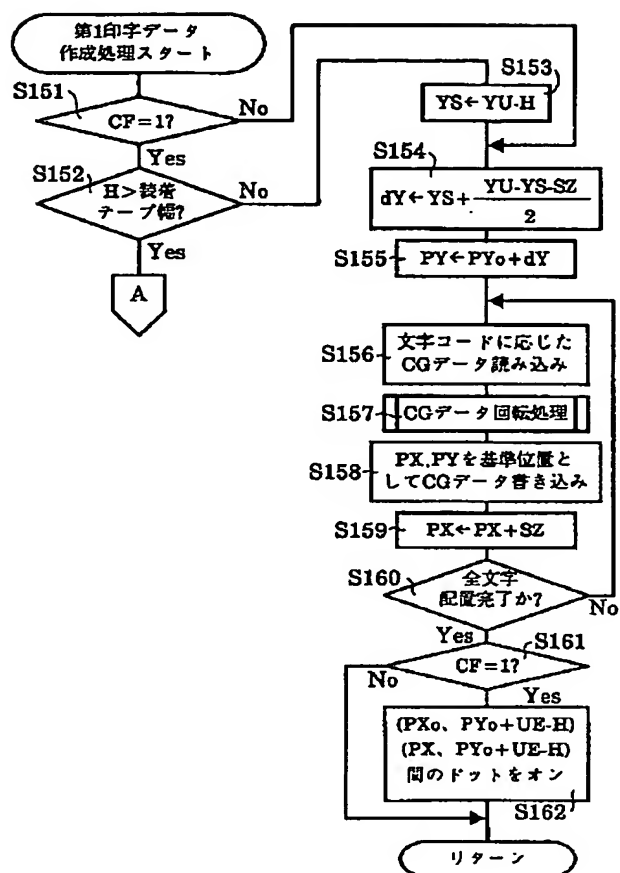 第1印字データ
作成処理スタート
S151
CF=1?
No
Yes
S152
H>装着
テープ幅?
No
Yes
A
S153
YS←YU-H
S154
dY←YS+ YU-YS-SZ
2
S155
PY←PYo+dY
S156
文字コードに応じた
CGデータ読み込み
S157
CGデータ回転処理
S158
PX,PYを基準位置と
してCGデータ書き込み
S159
PX←PX+SZ
S160
全文字
配置完了か?
No
Yes
S161
CF=1?
No
Yes
(PXo、PYo+UE-H)
(PX、PYo+UE-H)
間のドットをオン
S162
リターン